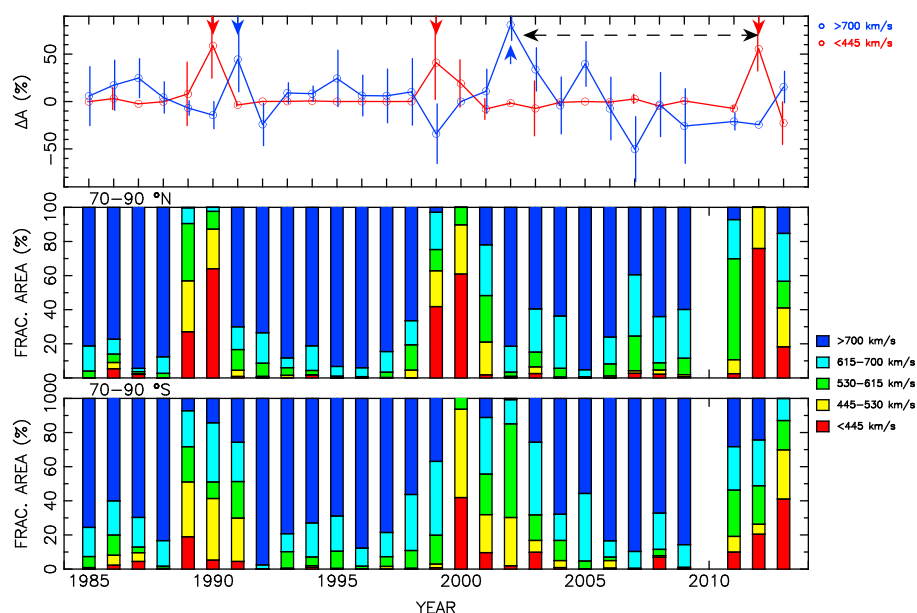 >700 km/s
<445 km/s
ΔA (%)
50
0
−50
70−90 °N
FRAC. AREA (%)
100
80
60
40
20
0
70−90 °S
FRAC. AREA (%)
100
80
60
40
20
0
>700 km/s
615−700 km/s
530−615 km/s
445−530 km/s
<445 km/s
1985 1990 1995 2000 2005 2010
YEAR